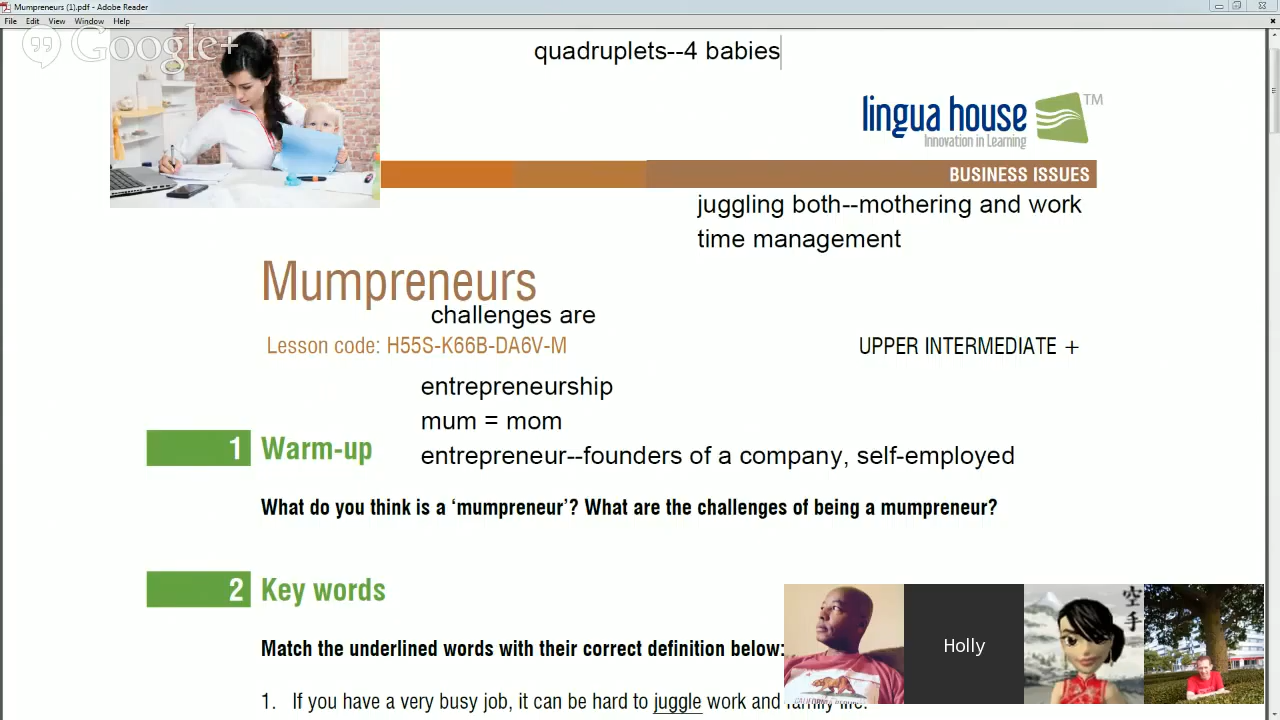 Mumpreneurs (1).pdf - Adobe Reader
File Edit View Window Help
Google+
quadruplets--4 babies
lingua house TM
Innovation in Learning
BUSINESS ISSUES
juggling both--mothering and work
time management
Mumpreneurs
challenges are
Lesson code: H55S-K66B-DA6V-M
UPPER INTERMEDIATE +
entrepreneurship
mum = mom
1 Warm-up
entrepreneur--founders of a company, self-employed
What do you think is a ‘mumpreneur’? What are the challenges of being a mumpreneur?
2 Key words
Holly
空手
Match the underlined words with their correct definition below:
1. If you have a very busy job, it can be hard to juggle work and family life.